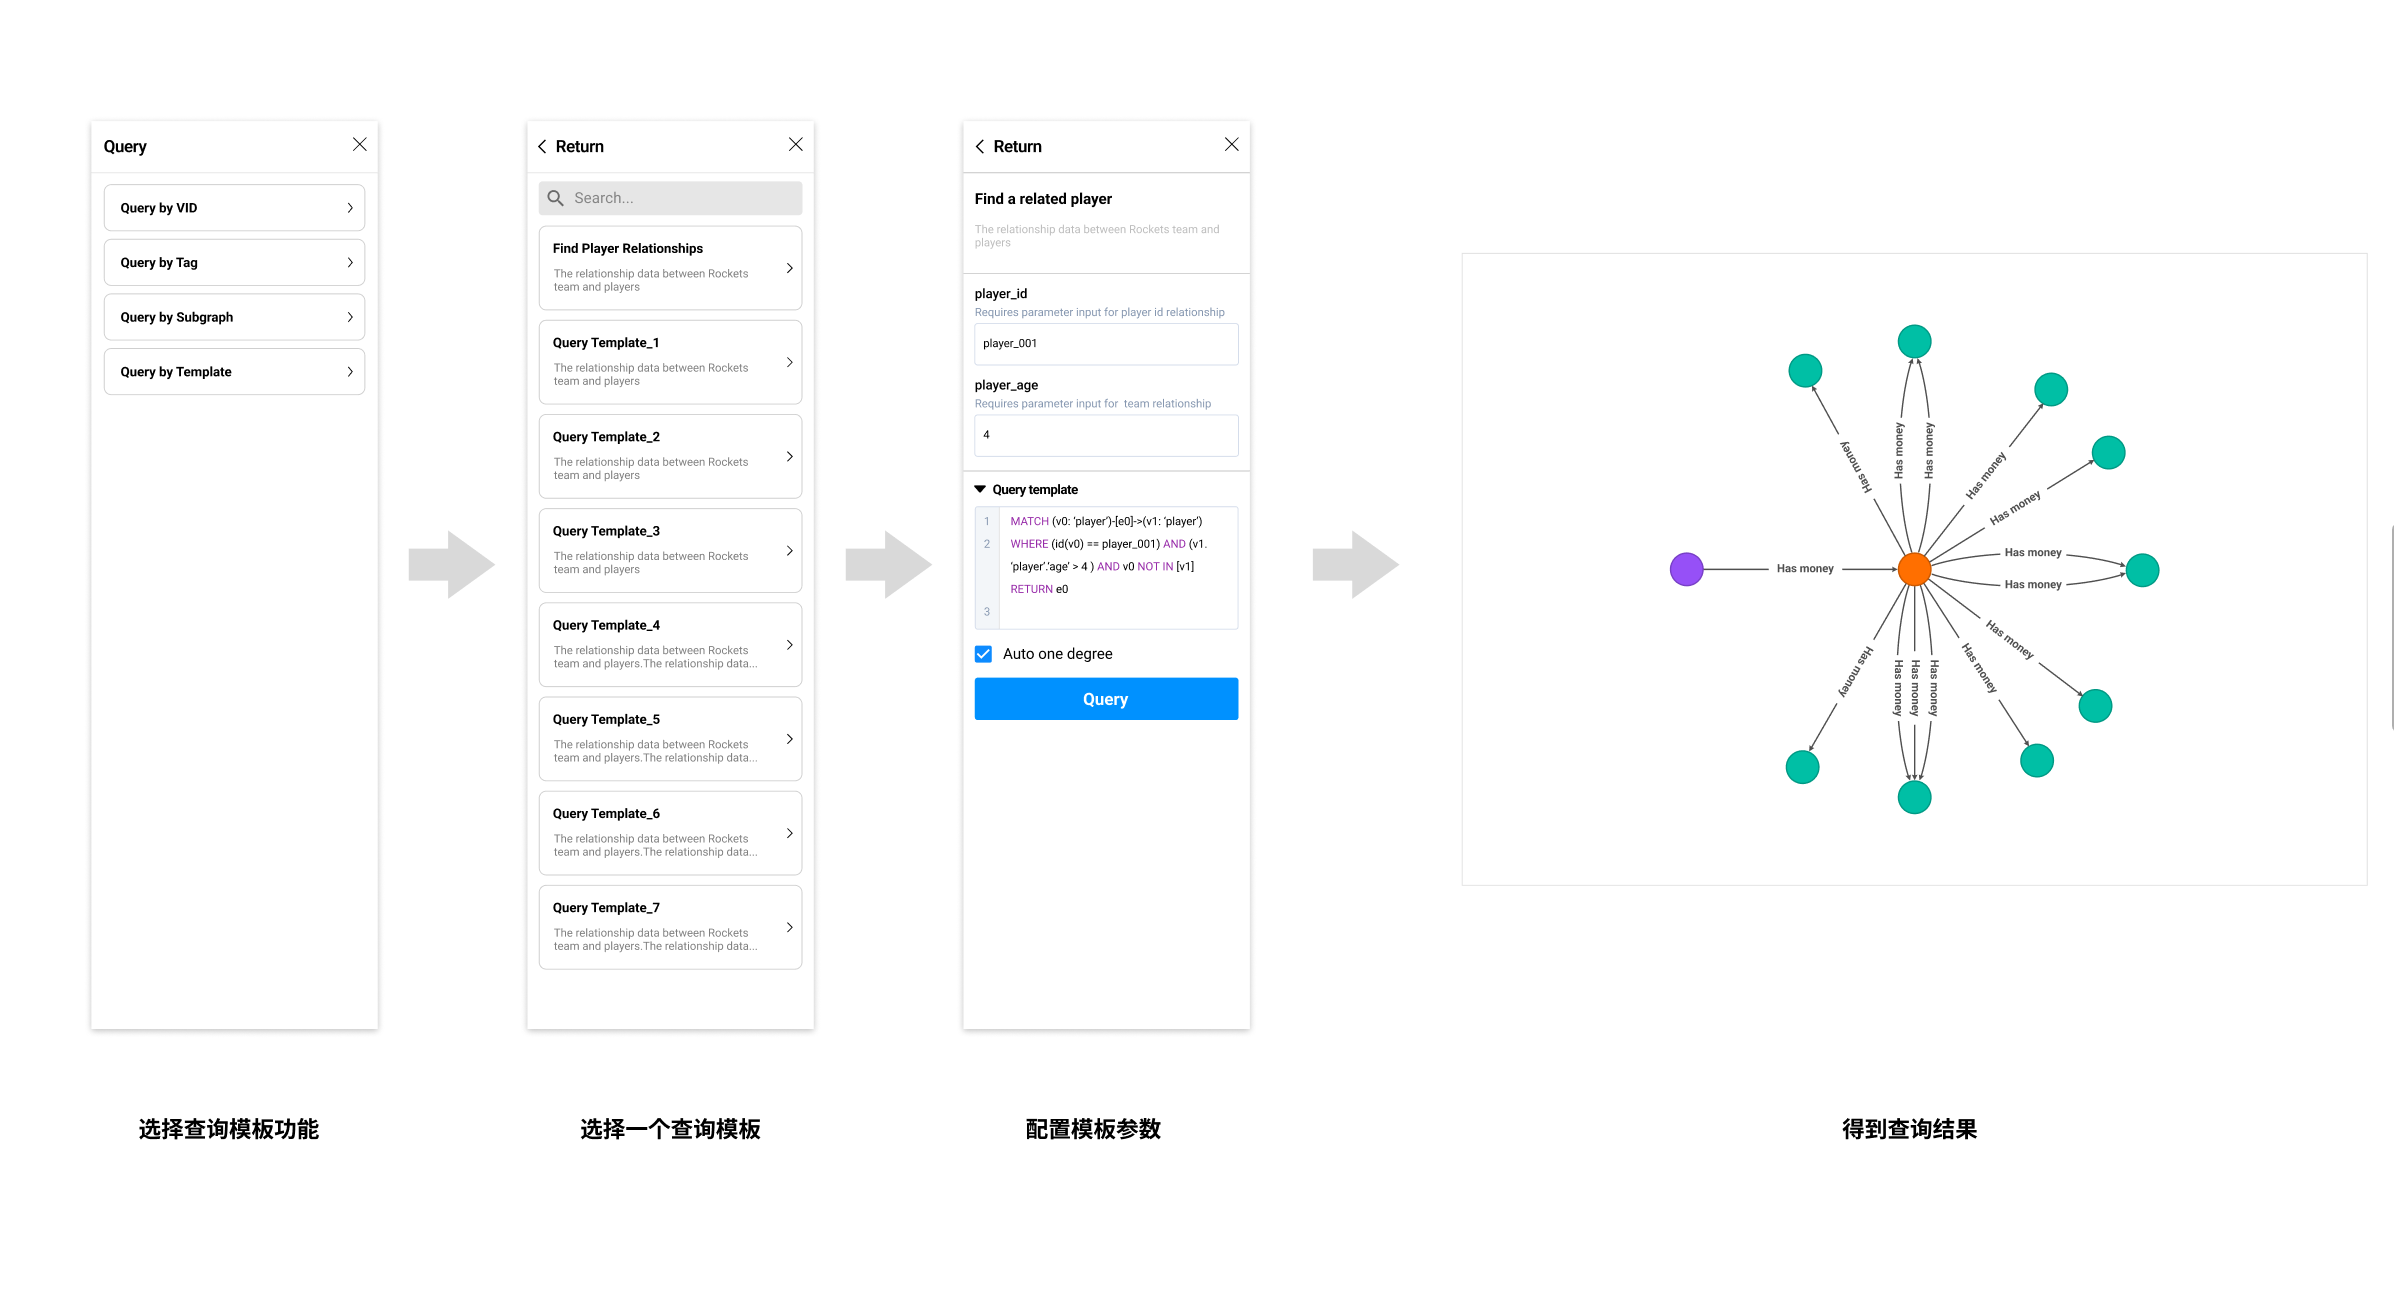 Query
Query by VID
Query by Tag
Query by Subgraph
Query by Template
选择查询模板功能
Return
Search...
Find Player Relationships
The relationship data between Rockets
team and players
Query Template_1
The relationship data between Rockets
team and players
Query Template_2
The relationship data between Rockets
team and players
Query Template_3
The relationship data between Rockets
team and players
Query Template_4
The relationship data between Rockets
team and players.The relationship data...
Query Template_5
The relationship data between Rockets
team and players.The relationship data...
Query Template_6
The relationship data between Rockets
team and players.The relationship data...
Query Template_7
The relationship data between Rockets
team and players.The relationship data...
选择一个查询模板
Return
Find a related player
The relationship data between Rockets team and
players
player_id
Requires parameter input for player id relationship
player_001
player_age
Requires parameter input for  team relationship
4
Query template
1 MATCH (v0: ‘player’)-[e0]->(v1: ‘player’)
2 WHERE (id(v0) == player_001) AND (v1.
‘player’.’age’ > 4 ) AND v0 NOT IN [v1]
RETURN e0
3
Auto one degree
Query
配置模板参数
Has money
Has money
Has money
Has money
Has money
Has money
Has money
Has money
Has money
Has money
Has money
Has money
Has money
Has money
得到查询结果